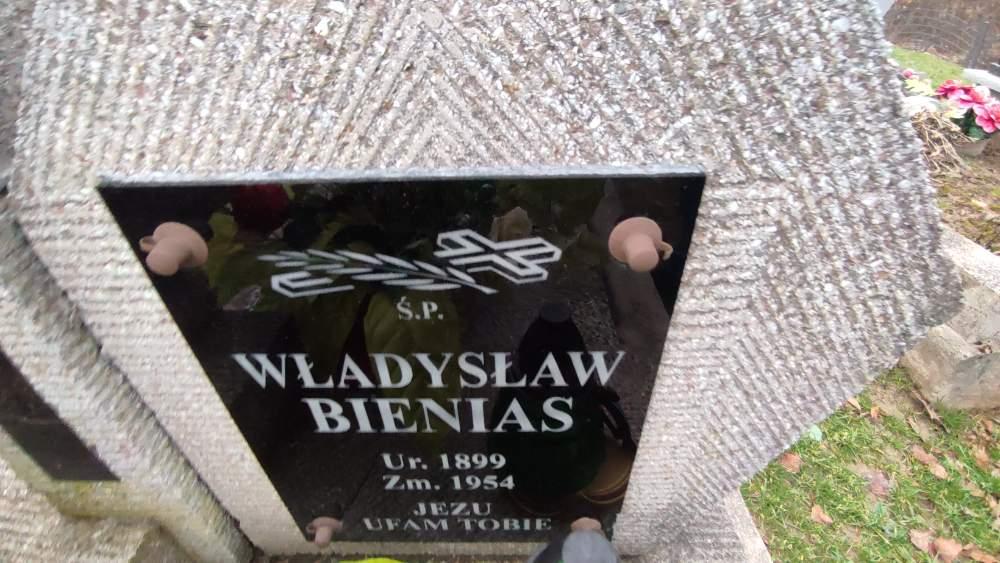 Ś.P.
WŁADYSŁAW
BIENIAS
Ur. 1899
Zm. 1954
JEZU
UFAM TOBIE